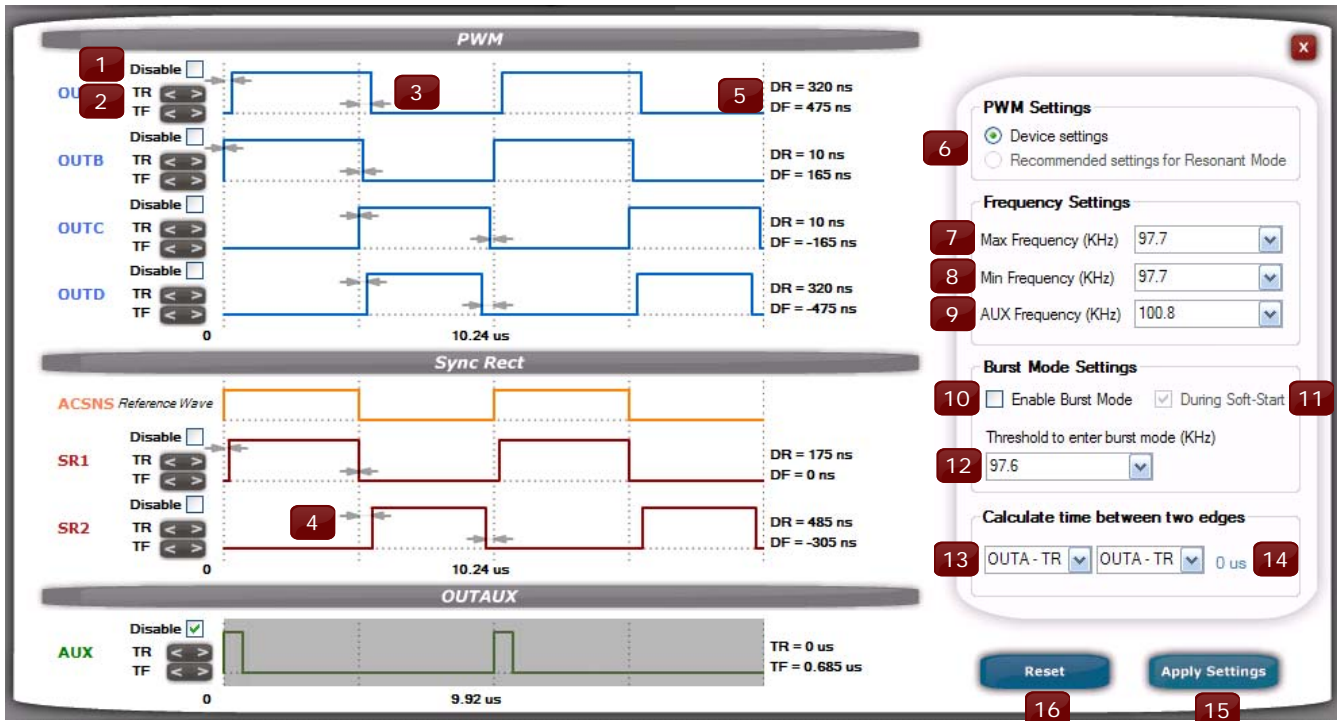 PWM
1 Disable
OU
2 TR < >
TF < >
3
5
DR = 320 ns
DF = 475 ns
Disable
OUTB
TR < >
TF < >
DR = 10 ns
DF = 165 ns
Disable
OUTC
TR < >
TF < >
DR = 10 ns
DF = -165 ns
Disable
OUTD
TR < >
TF < >
DR = 320 ns
DF = -475 ns
0 10.24 us
Sync Rect
ACSNS Reference Wave
Disable
SR1
TR < >
TF < >
DR = 175 ns
DF = 0 ns
Disable
SR2
TR < >
TF < >
4
DR = 485 ns
DF = -305 ns
0 10.24 us
OUTAUX
Disable
AUX
TR < >
TF < >
TR = 0 us
TF = 0.685 us
0 9.92 us
X
PWM Settings
6
Device settings
Recommended settings for Resonant Mode
Frequency Settings
7 Max Frequency (KHz) 97.7
8 Min Frequency (KHz) 97.7
9 AUX Frequency (KHz) 100.8
Burst Mode Settings
10 Enable Burst Mode During Soft-Start 11
Threshold to enter burst mode (KHz)
12 97.6
Calculate time between two edges
13 OUTA - TR OUTA - TR 0 us 14
Reset Apply Settings
16 15